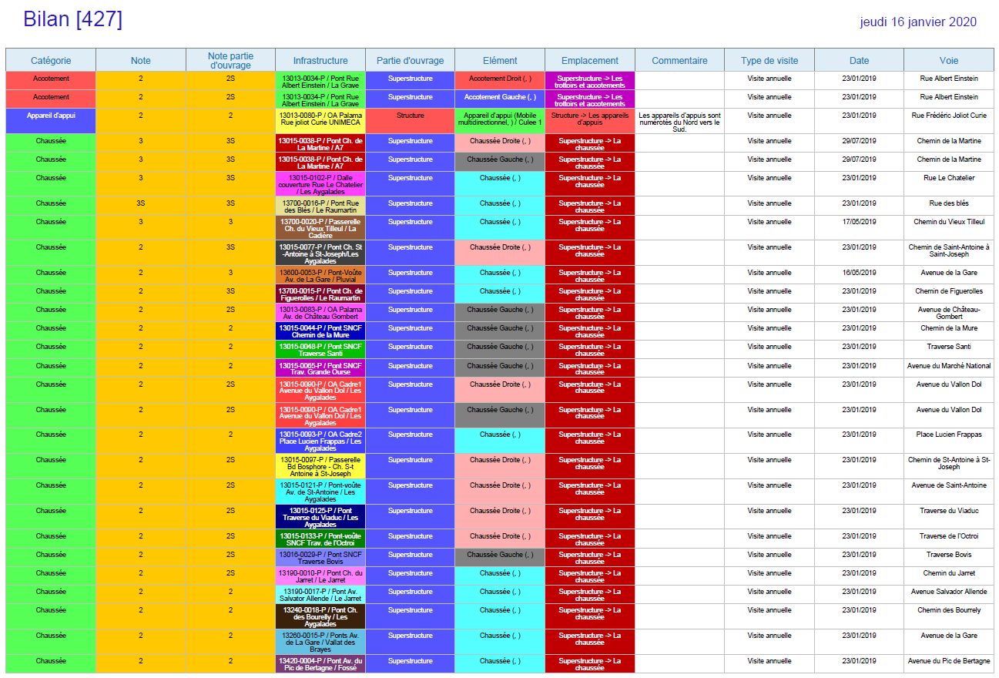 Bilan [427]
jeudi 16 janvier 2020
Catégorie Note Note partie d'ouvrage Infrastructure Partie d'ouvrage Elément Emplacement Commentaire Type de visite Date Voie
Accotement 2 2S 13013-0034-P / Pont Rue Albert Einstein / La Grave Superstructure Accotement Droit (, ) Superstructure -> Les trottoirs et accotements Visite annuelle 23/01/2019 Rue Albert Einstein
Accotement 2 2S 13013-0034-P / Pont Rue Albert Einstein / La Grave Superstructure Accotement Gauche (, ) Superstructure -> Les trottoirs et accotements Visite annuelle 23/01/2019 Rue Albert Einstein
Appareil d'appui 2 2 13013-0080-P / OA Palama Rue joliot Curie UNIMECA Structure Appareil d'appui (Mobile multidirectionnel, ) / Culee 1 Structure -> Les appareils d'appuis Les appareils d'appuis sont numérotés du Nord vers le Sud. Visite annuelle 23/01/2019 Rue Frédéric Joliot Curie
Chaussée 3 3S 13015-0038-P / Pont Ch. de La Martine / A7 Superstructure Chaussée Droite (, ) Superstructure -> La chaussée Visite annuelle 29/07/2019 Chemin de la Martine
Chaussée 3 3S 13015-0038-P / Pont Ch. de La Martine / A7 Superstructure Chaussée Gauche (, ) Superstructure -> La chaussée Visite annuelle 29/07/2019 Chemin de la Martine
Chaussée 3 3S 13015-0102-P / Dalle couverture Rue Le Chatelier / Les Aygalades Superstructure Chaussée (, ) Superstructure -> La chaussée Visite annuelle 23/01/2019 Rue Le Chatelier
Chaussée 3S 3S 13700-0016-P / Pont Rue des Blés / Le Raumartin Superstructure Chaussée (, ) Superstructure -> La chaussée Visite annuelle 23/01/2019 Rue des blés
Chaussée 3 3 13700-0020-P / Passerelle Ch. du Vieux Tilleul / La Cadière Superstructure Chaussée (, ) Superstructure -> La chaussée Visite annuelle 17/05/2019 Chemin du Vieux Tilleul
Chaussée 2 3S 13015-0077-P / Pont Ch. St -Antoine à St-Joseph/Les Aygalades Superstructure Chaussée Droite (, ) Superstructure -> La chaussée Visite annuelle 23/01/2019 Chemin de Saint-Antoine à Saint-Joseph
Chaussée 2 3 13600-0053-P / Pont-Voûte Av. de La Gare / Pluvial Superstructure Chaussée (, ) Superstructure -> La chaussée Visite annuelle 16/05/2019 Avenue de la Gare
Chaussée 2 3S 13700-0015-P / Pont Ch. de Figuerolles / Le Raumartin Superstructure Chaussée (, ) Superstructure -> La chaussée Visite annuelle 23/01/2019 Chemin de Figuerolles
Chaussée 2 2S 13013-0083-P / OA Palama Av. de Château Gombert Superstructure Chaussée Gauche (, ) Superstructure -> La chaussée Visite annuelle 23/01/2019 Avenue de Château-Gombert
Chaussée 2 2 13015-0044-P / Pont SNCF Chemin de la Mure Superstructure Chaussée Gauche (, ) Superstructure -> La chaussée Visite annuelle 23/01/2019 Chemin de la Mure
Chaussée 2 2 13015-0048-P / Pont SNCF Traverse Santi Superstructure Chaussée Gauche (, ) Superstructure -> La chaussée Visite annuelle 23/01/2019 Traverse Santi
Chaussée 2 2 13015-0065-P / Pont SNCF Trav. Grande Ourse Superstructure Chaussée Gauche (, ) Superstructure -> La chaussée Visite annuelle 23/01/2019 Avenue du Marché National
Chaussée 2 2S 13015-0090-P / OA Cadre1 Avenue du Vallon Dol / Les Aygalades Superstructure Chaussée Droite (, ) Superstructure -> La chaussée Visite annuelle 23/01/2019 Avenue du Vallon Dol
Chaussée 2 2S 13015-0090-P / OA Cadre1 Avenue du Vallon Dol / Les Aygalades Superstructure Chaussée Gauche (, ) Superstructure -> La chaussée Visite annuelle 23/01/2019 Avenue du Vallon Dol
Chaussée 2 2 13015-0093-P / OA Cadre2 Place Lucien Frappas / Les Aygalades Superstructure Chaussée (, ) Superstructure -> La chaussée Visite annuelle 23/01/2019 Place Lucien Frappas
Chaussée 2 2S 13015-0097-P / Passerelle Bd Bosphore - Ch. S-t Antoine à St-Joseph Superstructure Chaussée Droite (, ) Superstructure -> La chaussée Visite annuelle 23/01/2019 Chemin de St-Antoine à St-Joseph
Chaussée 2 2S 13015-0121-P / Pont-voûte Av. de St-Antoine / Les Aygalades Superstructure Chaussée Droite (, ) Superstructure -> La chaussée Visite annuelle 23/01/2019 Avenue de Saint-Antoine
Chaussée 2 2S 13015-0125-P / Pont Traverse du Viaduc / Les Aygalades Superstructure Chaussée Droite (, ) Superstructure -> La chaussée Visite annuelle 23/01/2019 Traverse du Viaduc
Chaussée 2 2S 13015-0133-P / Pont-voûte SNCF Trav. de l'Octroi Superstructure Chaussée Droite (, ) Superstructure -> La chaussée Visite annuelle 23/01/2019 Traverse de l'Octroi
Chaussée 2 2S 13016-0029-P / Pont SNCF Traverse Bovis Superstructure Chaussée Gauche (, ) Superstructure -> La chaussée Visite annuelle 23/01/2019 Traverse Bovis
Chaussée 2 2S 13190-0010-P / Pont Ch. du Jarret / Le Jarret Superstructure Chaussée (, ) Superstructure -> La chaussée Visite annuelle 23/01/2019 Chemin du Jarret
Chaussée 2 2 13190-0017-P / Pont Av. Salvator Allende / Le Jarret Superstructure Chaussée (, ) Superstructure -> La chaussée Visite annuelle 23/01/2019 Avenue Salvador Allende
Chaussée 2 2 13240-0018-P / Pont Ch. des Bourelly / Les Aygalades Superstructure Chaussée (, ) Superstructure -> La chaussée Visite annuelle 23/01/2019 Chemin des Bourrely
Chaussée 2 2 13260-0015-P / Ponts Av. de La Gare / Vallat des Brayes Superstructure Chaussée (, ) Superstructure -> La chaussée Visite annuelle 23/01/2019 Avenue de la Gare
Chaussée 2 2 13420-0004-P / Pont Av. du Pic de Bertagne / Fossé Superstructure Chaussée (, ) Superstructure -> La chaussée Visite annuelle 23/01/2019 Avenue du Pic de Bertagne